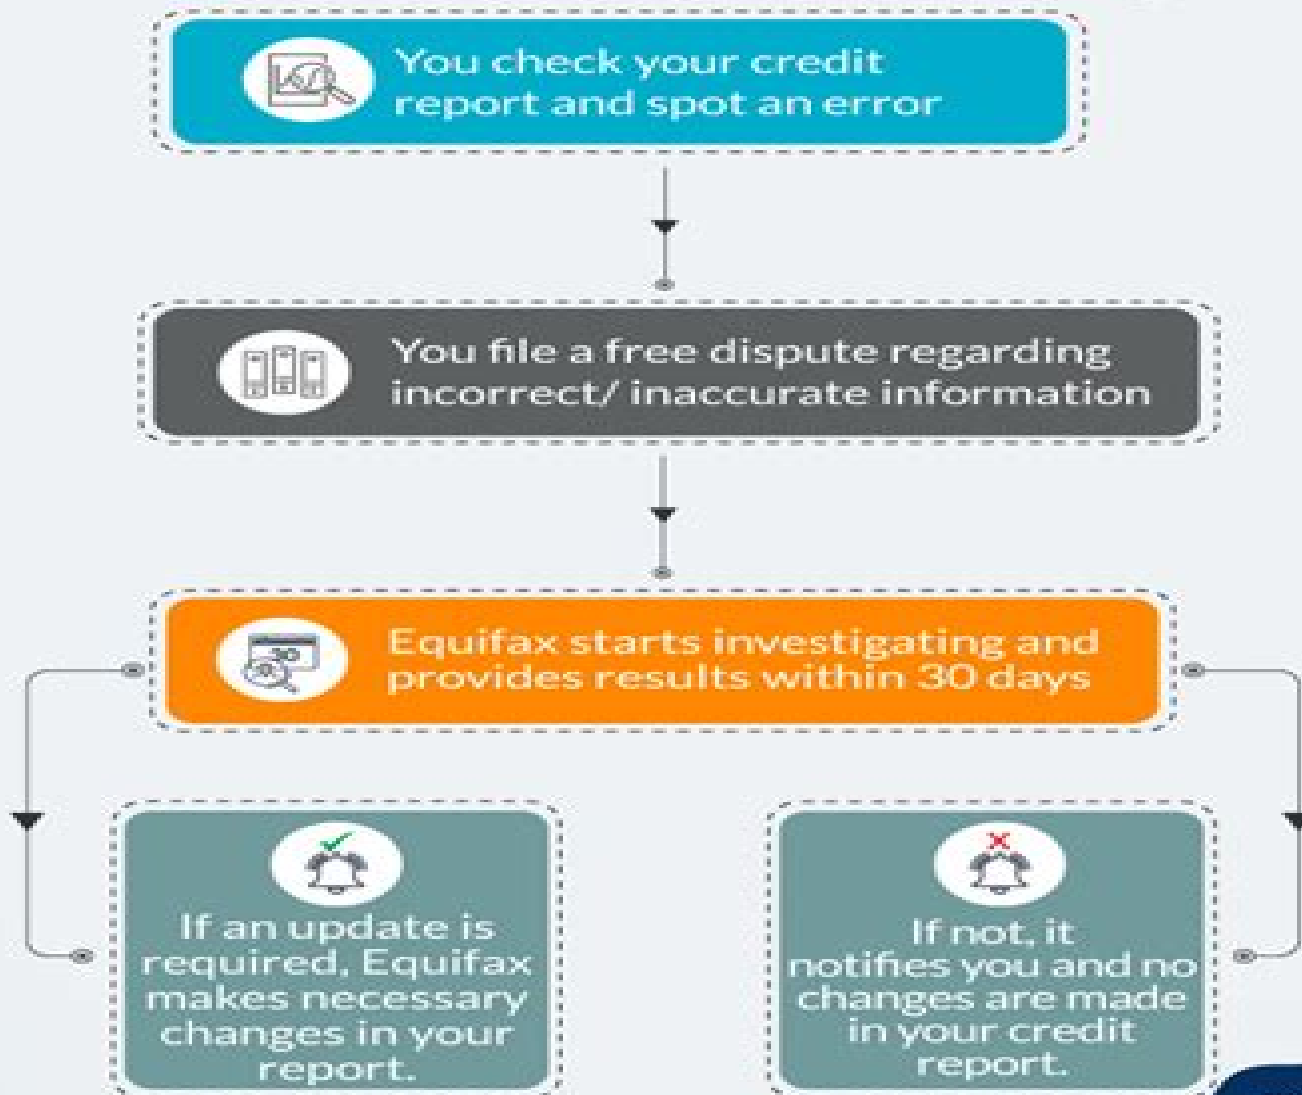 You check your credit
report and spot an error
You file a free dispute regarding
incorrect/ inaccurate information
30
Equifax starts investigating and
provides results within 30 days
If an update is
required, Equifax
makes necessary
changes in your
report.
If not, it
notifies you and no
changes are made
in your credit
report.